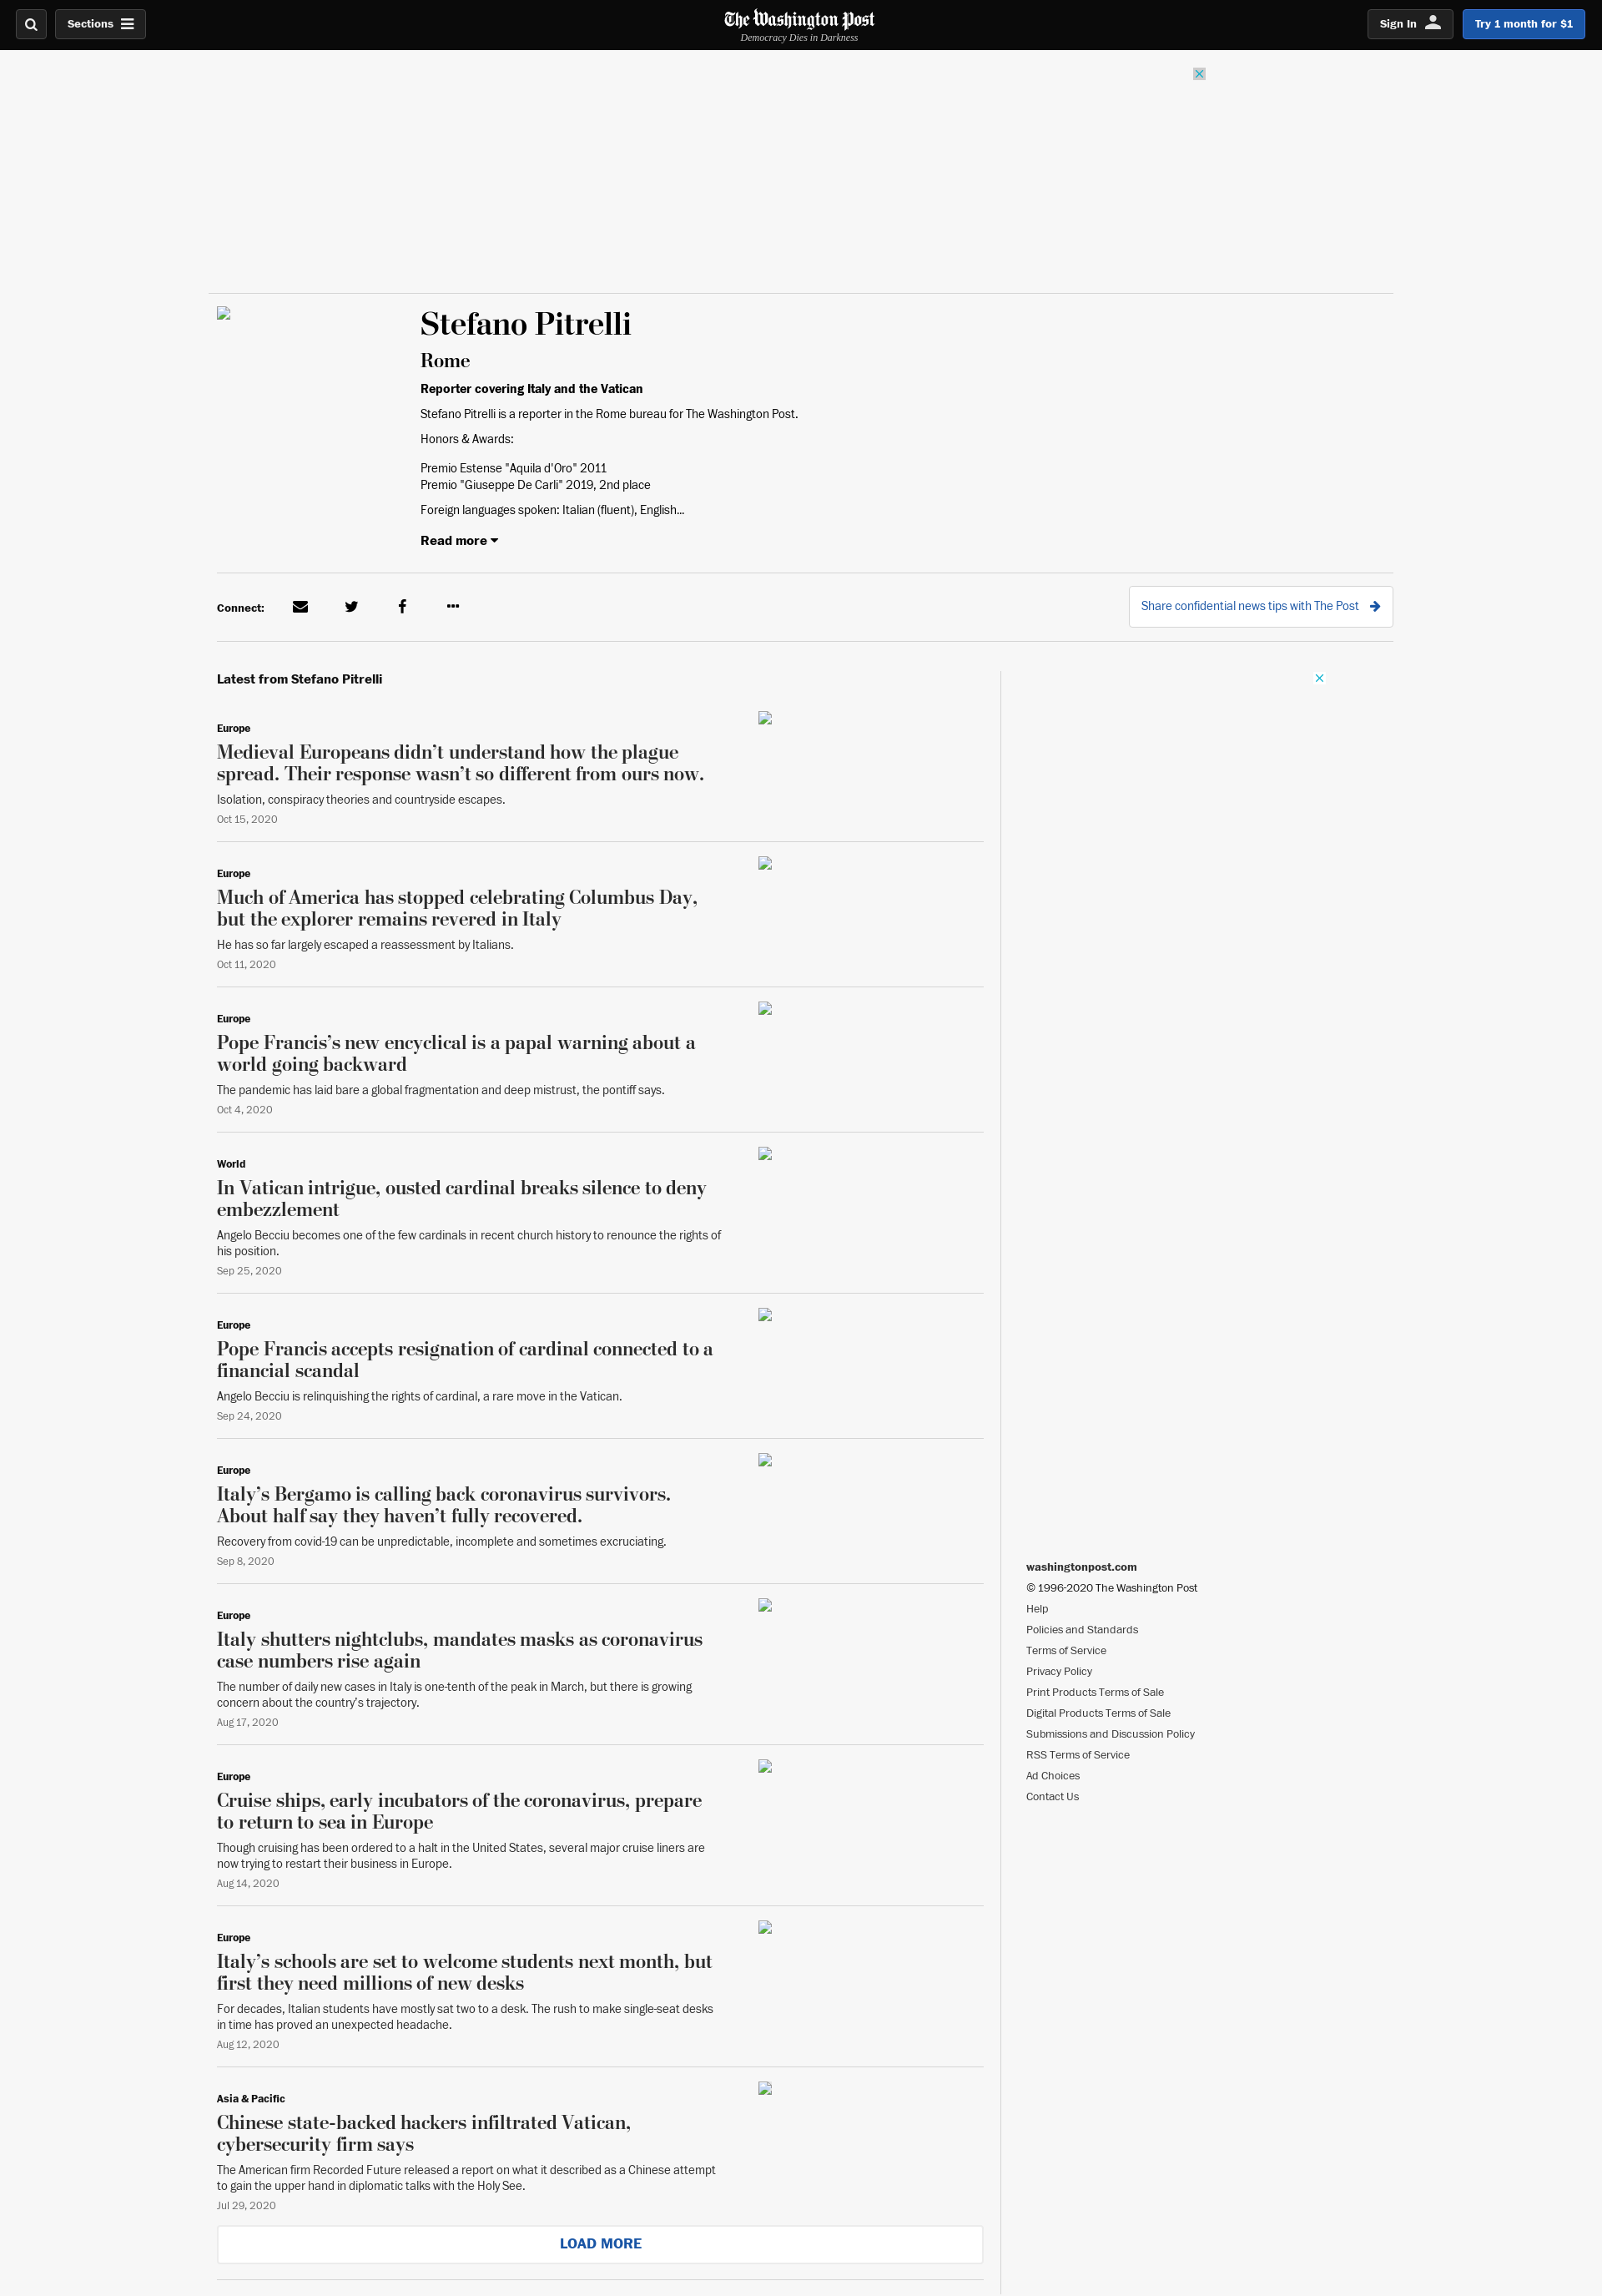 Sections
The Washington Post
Democracy Dies in Darkness
Sign In
Try 1 month for $1
Stefano Pitrelli
Rome
Reporter covering Italy and the Vatican
Stefano Pitrelli is a reporter in the Rome bureau for The Washington Post.
Honors & Awards:
Premio Estense "Aquila d'Oro" 2011
Premio "Giuseppe De Carli" 2019, 2nd place
Foreign languages spoken: Italian (fluent), English...
Read more
Connect:
Share confidential news tips with The Post
Latest from Stefano Pitrelli
Europe
Medieval Europeans didn’t understand how the plague
spread. Their response wasn’t so different from ours now.
Isolation, conspiracy theories and countryside escapes.
Oct 15, 2020
Europe
Much of America has stopped celebrating Columbus Day,
but the explorer remains revered in Italy
He has so far largely escaped a reassessment by Italians.
Oct 11, 2020
Europe
Pope Francis’s new encyclical is a papal warning about a
world going backward
The pandemic has laid bare a global fragmentation and deep mistrust, the pontiff says.
Oct 4, 2020
World
In Vatican intrigue, ousted cardinal breaks silence to deny
embezzlement
Angelo Becciu becomes one of the few cardinals in recent church history to renounce the rights of
his position.
Sep 25, 2020
Europe
Pope Francis accepts resignation of cardinal connected to a
financial scandal
Angelo Becciu is relinquishing the rights of cardinal, a rare move in the Vatican.
Sep 24, 2020
Europe
Italy’s Bergamo is calling back coronavirus survivors.
About half say they haven’t fully recovered.
Recovery from covid-19 can be unpredictable, incomplete and sometimes excruciating.
Sep 8, 2020
Europe
Italy shutters nightclubs, mandates masks as coronavirus
case numbers rise again
The number of daily new cases in Italy is one-tenth of the peak in March, but there is growing
concern about the country’s trajectory.
Aug 17, 2020
Europe
Cruise ships, early incubators of the coronavirus, prepare
to return to sea in Europe
Though cruising has been ordered to a halt in the United States, several major cruise liners are
now trying to restart their business in Europe.
Aug 14, 2020
Europe
Italy’s schools are set to welcome students next month, but
first they need millions of new desks
For decades, Italian students have mostly sat two to a desk. The rush to make single-seat desks
in time has proved an unexpected headache.
Aug 12, 2020
Asia & Pacific
Chinese state-backed hackers infiltrated Vatican,
cybersecurity firm says
The American firm Recorded Future released a report on what it described as a Chinese attempt
to gain the upper hand in diplomatic talks with the Holy See.
Jul 29, 2020
LOAD MORE
washingtonpost.com
© 1996-2020 The Washington Post
Help
Policies and Standards
Terms of Service
Privacy Policy
Print Products Terms of Sale
Digital Products Terms of Sale
Submissions and Discussion Policy
RSS Terms of Service
Ad Choices
Contact Us